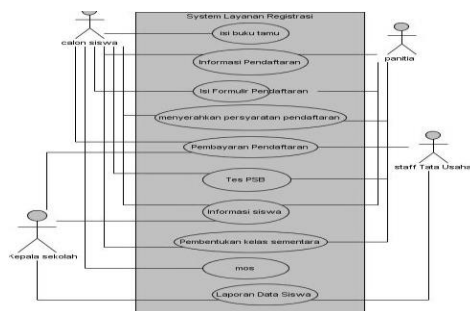 System Layanan Registrasi
isi buku tamu
calon siswa
panitia
Informasi Pendaftaran
Isi Formulir Pendaftaran
menyerahkan persyaratan pendaftaran
Pembayaran Pendaftaran
staff Tata Usaha
Tes PSB
Informasi siswa
Pembentukan kelas sementara
Kepala sekolah
mos
Laporan Data Siswa